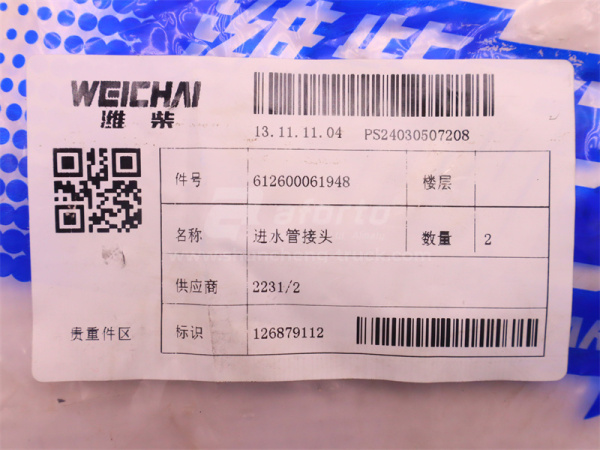 WEICHAI
潍柴
13.11.11.04 PS24030507208
件号 612600061948 楼层
名称 进水管接头 数量 2
供应商 2231/2
贵重件区 标识 126879112